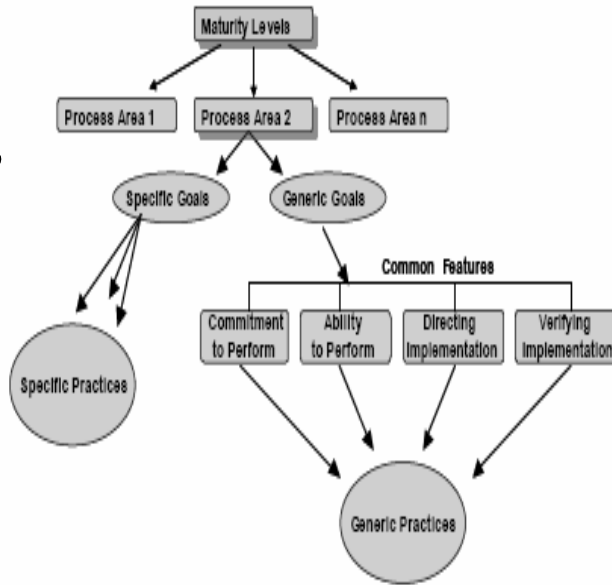 Maturity Levels
Process Area 1
Process Area 2
Process Area n
Specific Goals
Generic Goals
Common Features
Commitment
to Perform
Ability
to Perform
Directing
Implementation
Verifying
Implementation
Specific Practices
Generic Practices